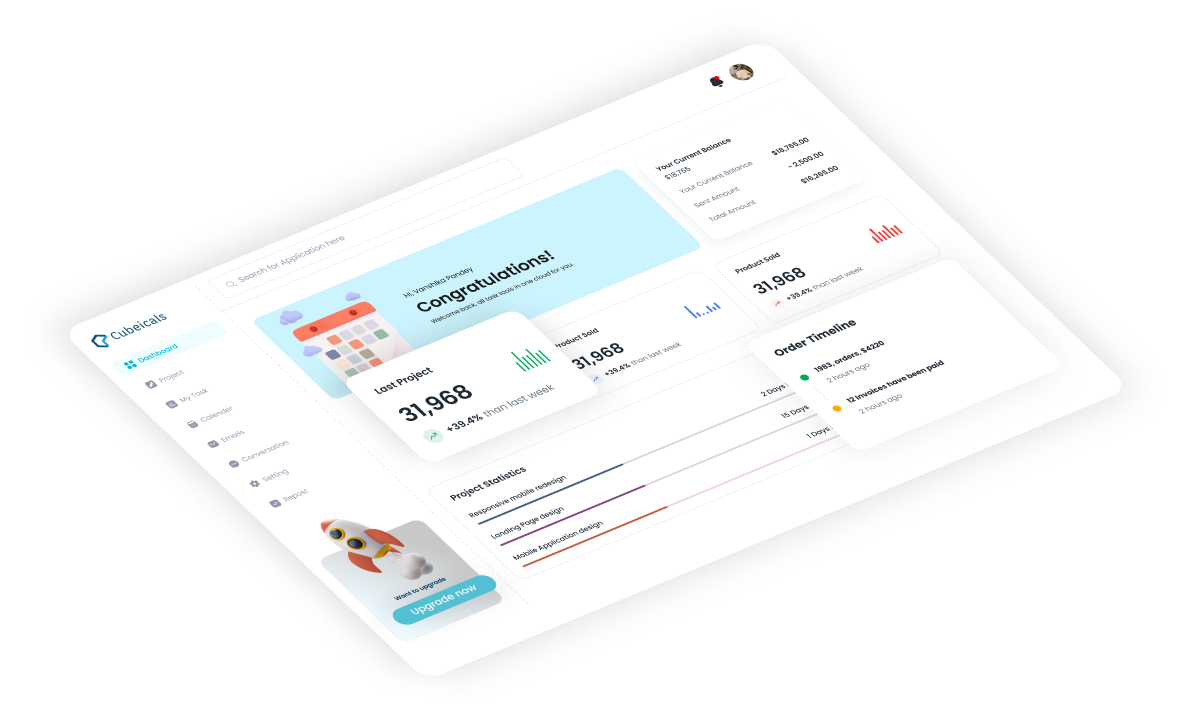 Cubeicals
Dashboard
Project
My Task
Calender
Emails
Conversation
Setting
Repost
Want to upgrade
Upgrade now
Search for Application here
Hi, Vanshika Pandey
Congratulations!
Welcome back, all task tools in one cloud for you.
Your Current Balance
$18,765
Your Current Balance $18,765.00
Sent Amount - 2,500.00
Total Amount $16,265.00
Last Project
31,968
+39.4% than last week
Product Sold
31,968
+39.4% than last week
Product Sold
31,968
+39.4% than last week
Project Statistics
Responsive mobile redesign 2 Days
Landing Page design 15 Days
Mobile Application design 1 Days
Order Timeline
1983, orders, $4220
2 hours ago
12 Invoices have been paid
2 hours ago